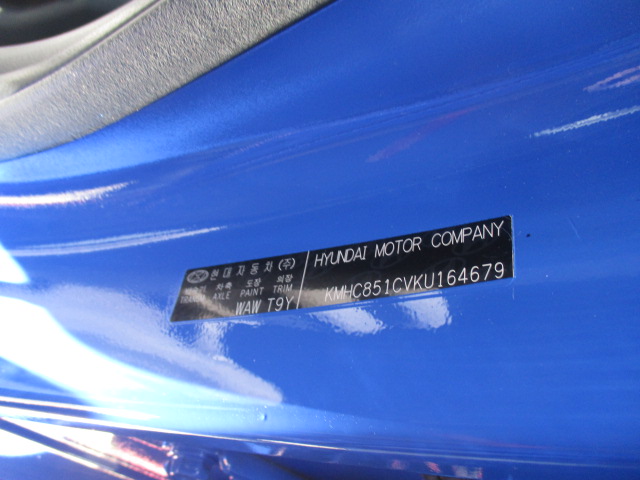 현대자동차(주)
차축 도장 외장
AXLE PAINT TRIM
WAW T9Y
HYUNDAI MOTOR COMPANY
KMHC851CVKU164679